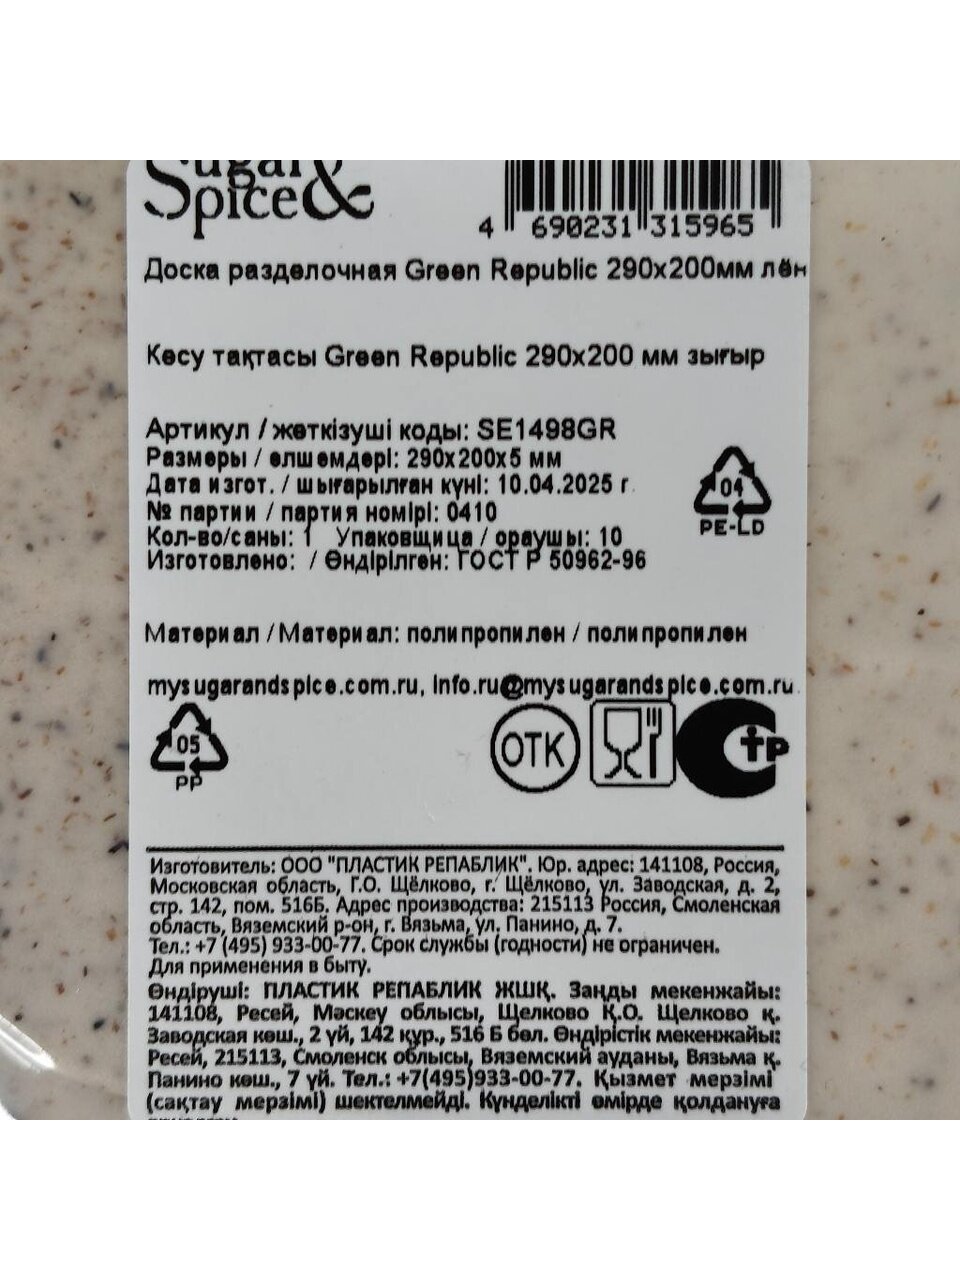 Sugar &
Spice
4 690231 315965
Доска разделочная Green Republic 290x200мм лён
Кесу тақтасы Green Republic 290x200 мм зығыр
Артикул / жеткізуші коды: SE1498GR
Размеры / өлшемдері: 290x200x5 мм
Дата изгот. / шығарылған күні: 10.04.2025 г.
№ партии / партия номірі: 0410
Кол-во/саны: 1 Упаковщица / ораушы: 10
Изготовлено: / Өндірілген: ГОСТ Р 50962-96
04
PE-LD
Материал / Материал: полипропилен / полипропилен
mysugarandspice.com.ru, info.ru@mysugarandspice.com.ru
05
PP
ОТК
Изготовитель: ООО "ПЛАСТИК РЕПАБЛИК". Юр. адрес: 141108, Россия,
Московская область, Г.О. Щёлково, г. Щёлково, ул. Заводская, д. 2,
стр. 142, пом. 516Б. Адрес производства: 215113 Россия, Смоленская
область, Вяземский р-он, г. Вязьма, ул. Панино, д. 7.
Тел.: +7 (495) 933-00-77. Срок службы (годности) не ограничен.
Для применения в быту.
Өндіруші: ПЛАСТИК РЕПАБЛИК ЖШҚ. Заңды мекенжайы:
141108, Ресей, Мәскеу облысы, Щелково Қ.О. Щелково қ.
Заводская көш., 2 үй, 142 құр., 516 Б бөл. Өндірістік мекенжайы:
Ресей, 215113, Смоленск облысы, Вяземский ауданы, Вязьма қ.
Панино көш., 7 үй. Тел.: +7(495)933-00-77. Қызмет мерзімі
(сақтау мерзімі) шектелмейді. Күнделікті өмірде қолдануға